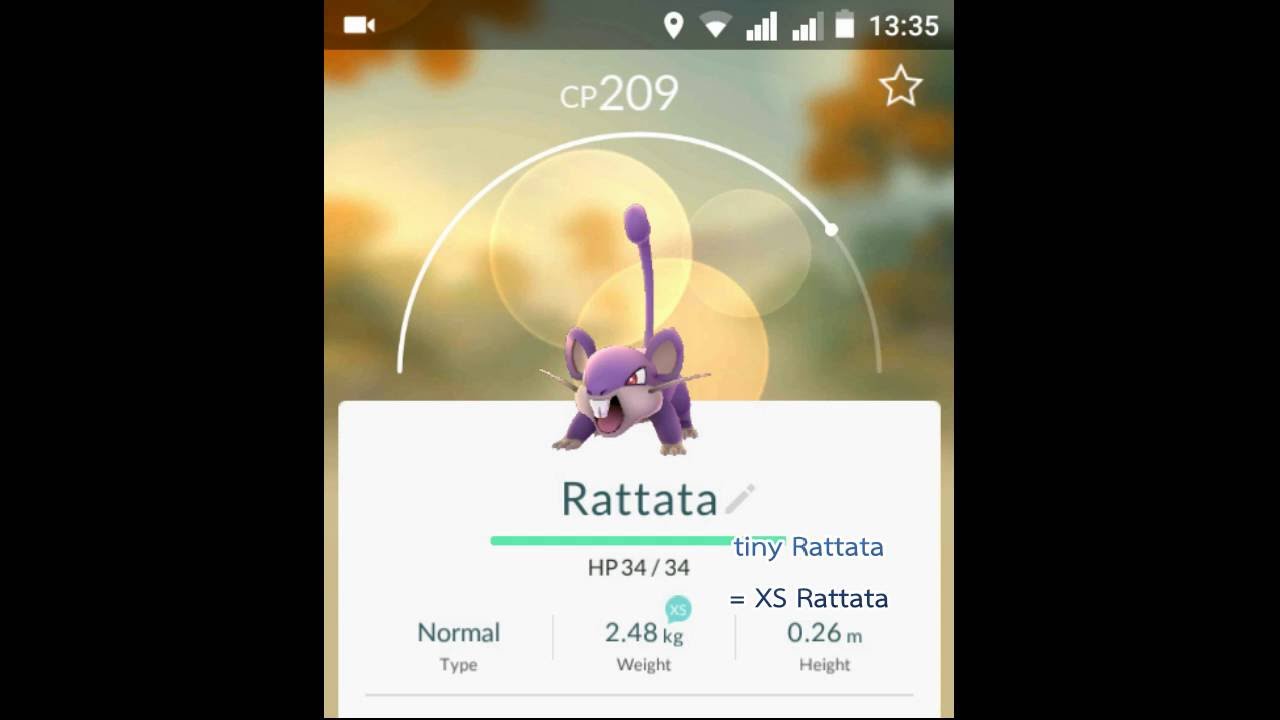 13:35
CP209
Rattata
tiny Rattata
HP 34 / 34
= XS Rattata
XS
Normal 2.48 kg 0.26 m
Type Weight Height